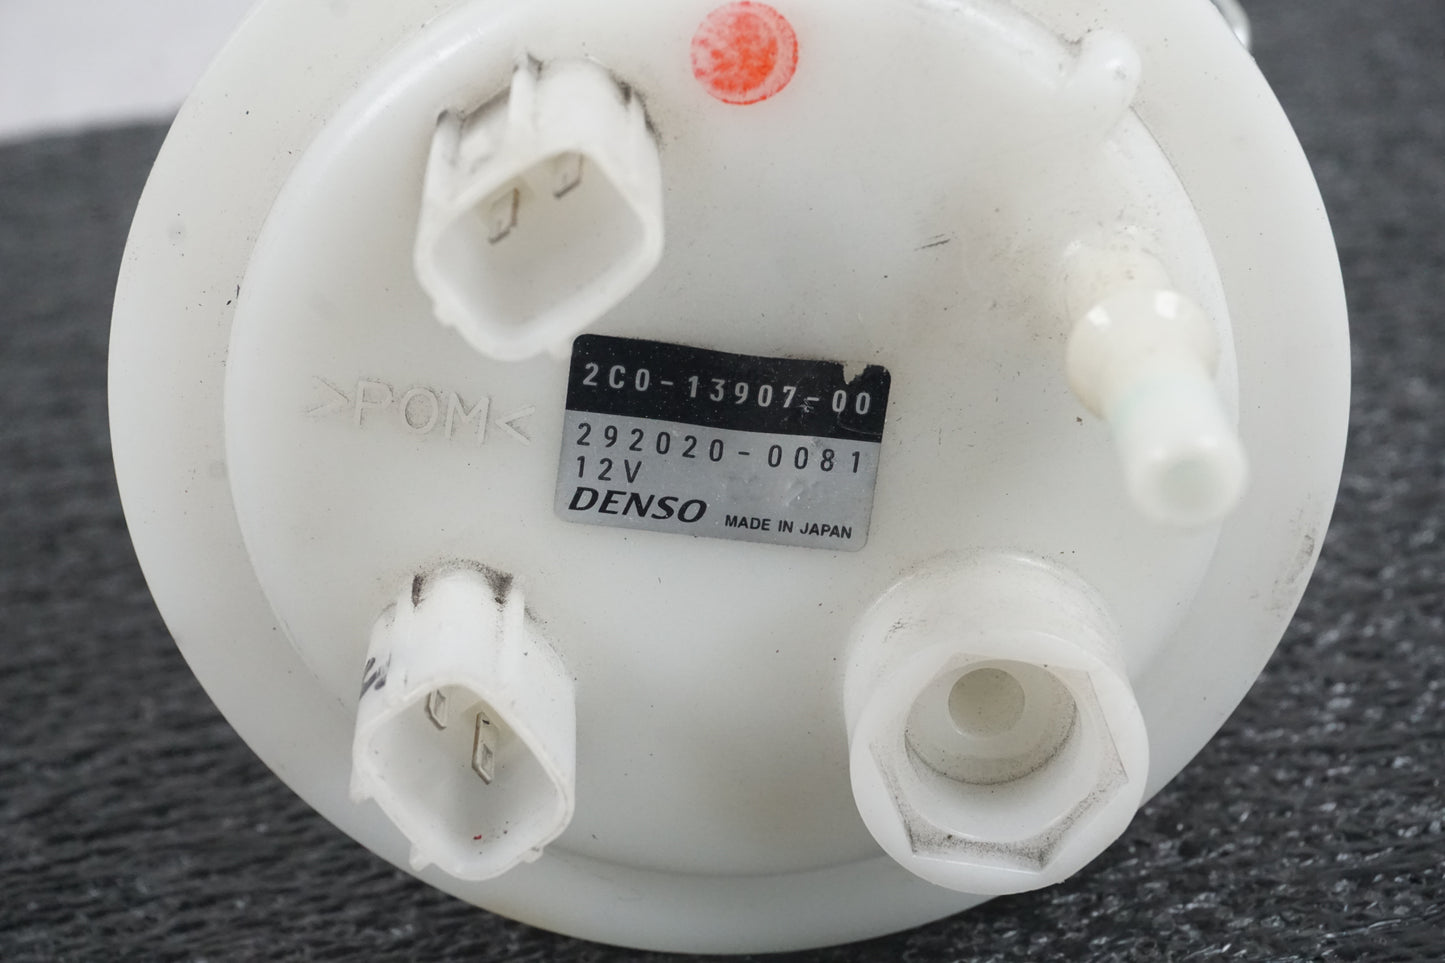 2C0-13907-00
>POM<
292020-0081
12V
DENSO MADE IN JAPAN